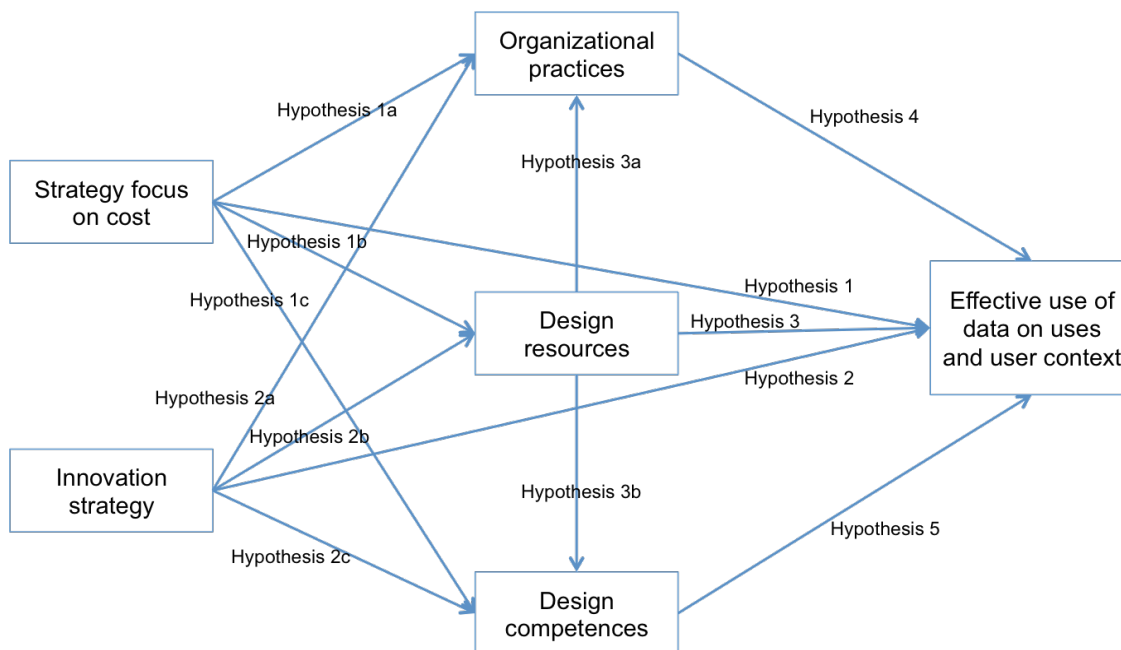 Organizational
practices
Hypothesis 1a
Hypothesis 4
Hypothesis 3a
Strategy focus
on cost
Hypothesis 1b
Hypothesis 1c
Hypothesis 1
Effective use of
data on uses
and user context
Design
resources
Hypothesis 3
Hypothesis 2
Hypothesis 2a
Hypothesis 2b
Innovation
strategy
Hypothesis 3b
Hypothesis 5
Hypothesis 2c
Design
competences